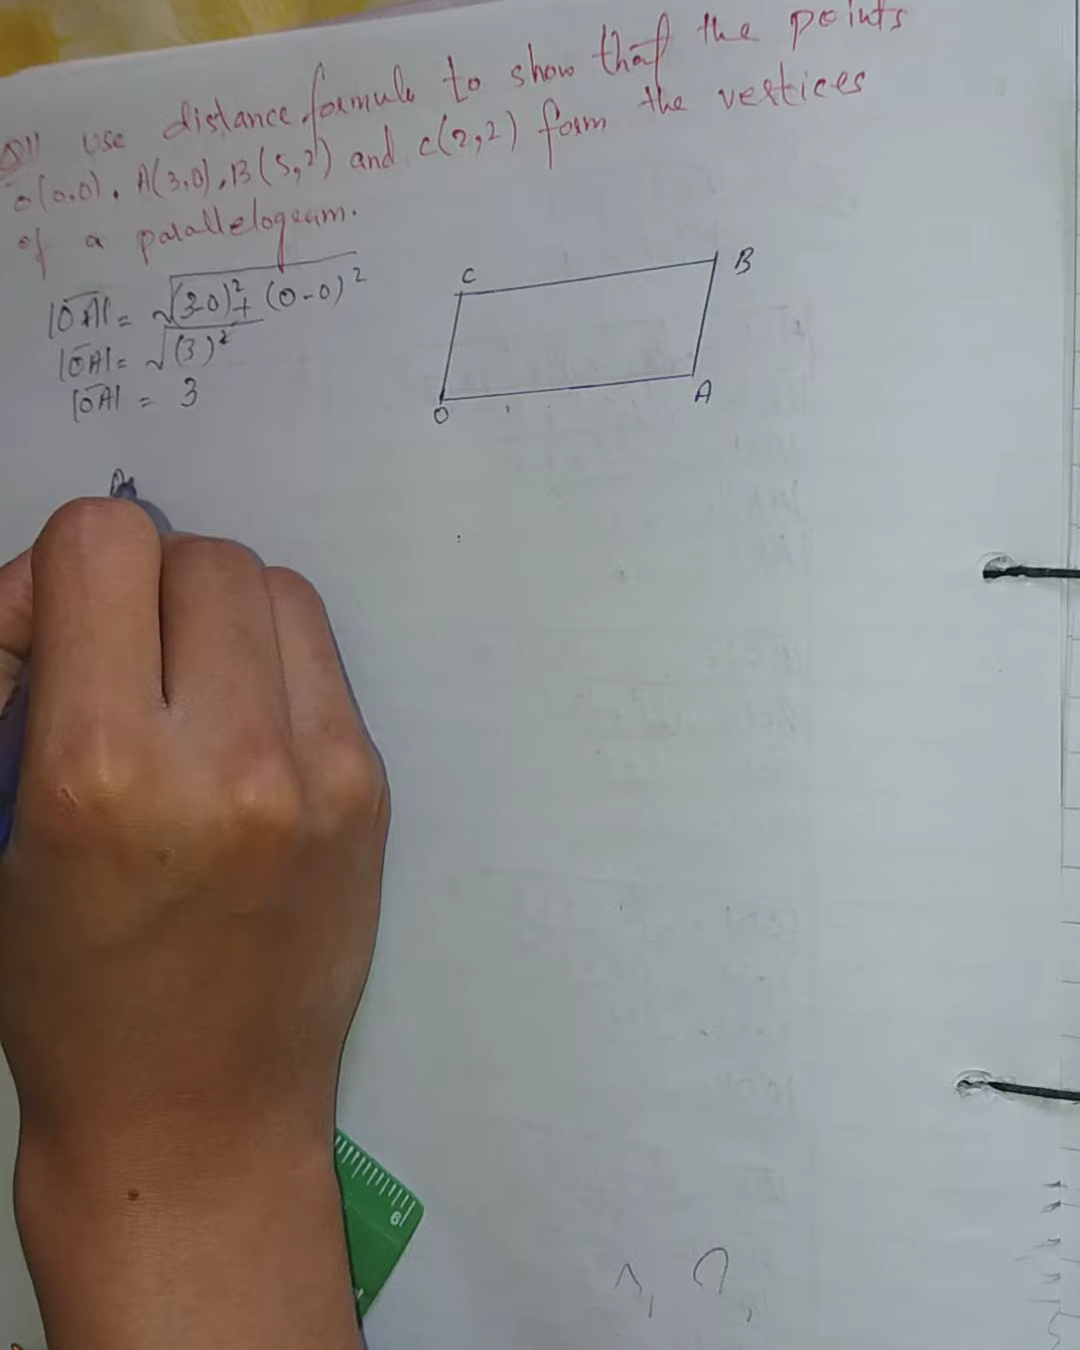 Q11 Use distance formula to show that the points
O(0,0), A(3,0), B(5,2) and C(2,2) form the vertices
of a parallelogram.
|OA| = √(3-0)²+(0-0)²
|OA| = √(3)²
|OA| = 3
C
B
O
A
6